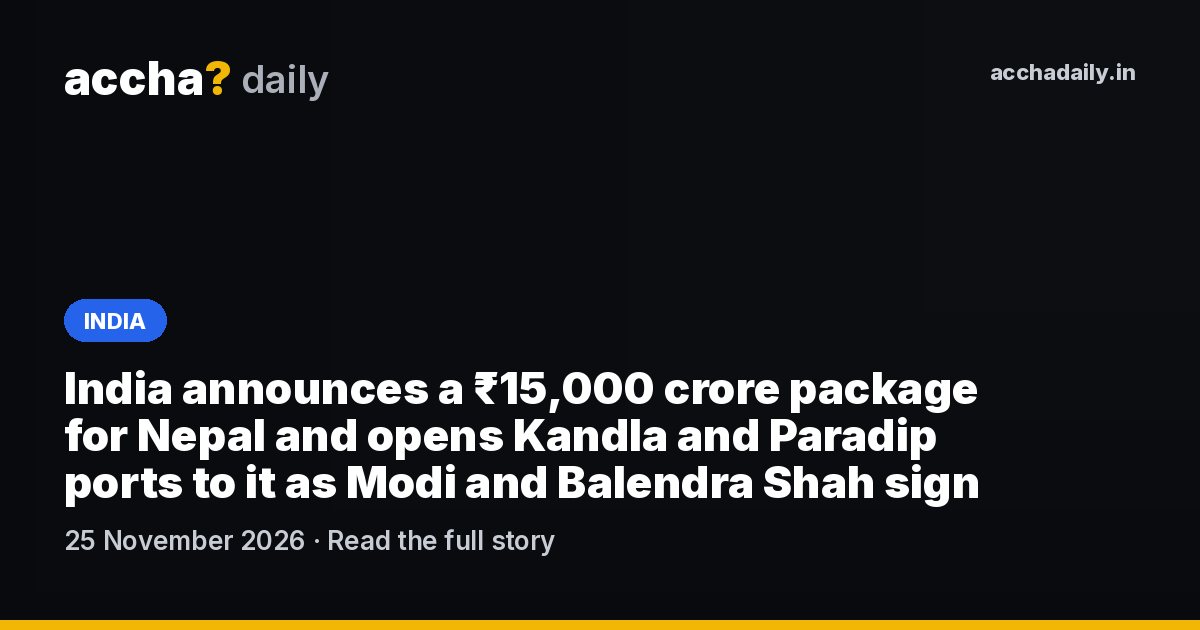 accha? daily
acchadaily.in
INDIA
India announces a ₹15,000 crore package
for Nepal and opens Kandla and Paradip
ports to it as Modi and Balendra Shah sign
25 November 2026 · Read the full story